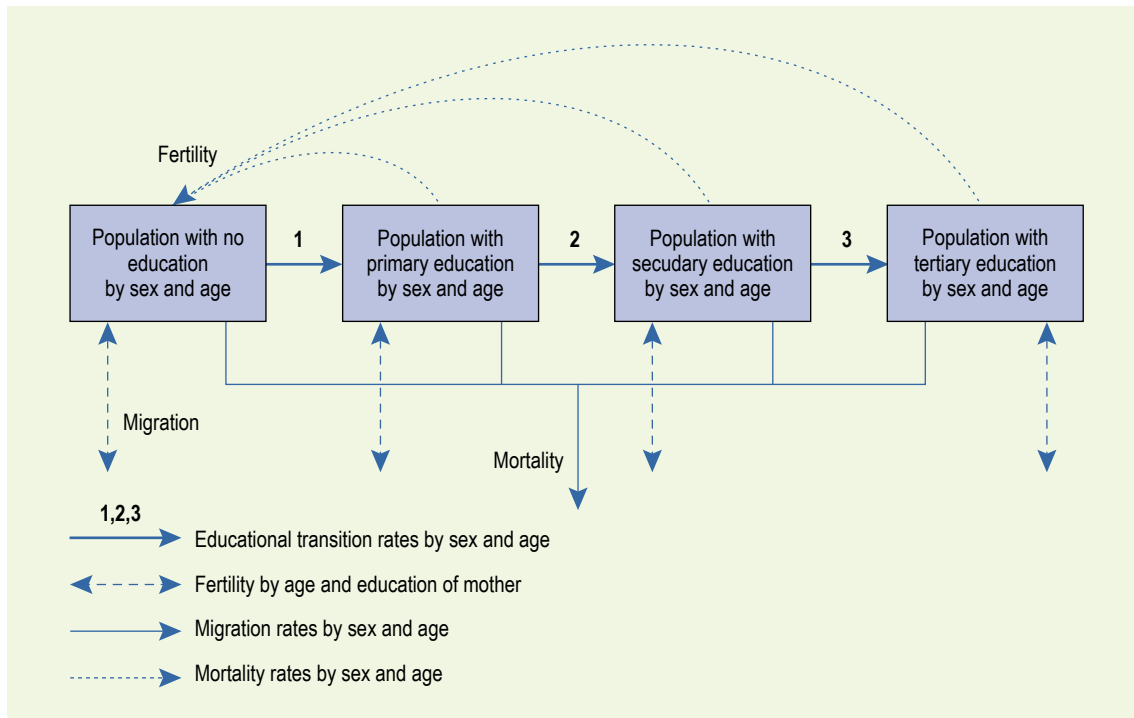 Fertility
Population with no
education
by sex and age
1
Population with
primary education
by sex and age
2
Population with
secudary education
by sex and age
3
Population with
tertiary education
by sex and age
Migration
Mortality
1,2,3
Educational transition rates by sex and age
Fertility by age and education of mother
Migration rates by sex and age
Mortality rates by sex and age